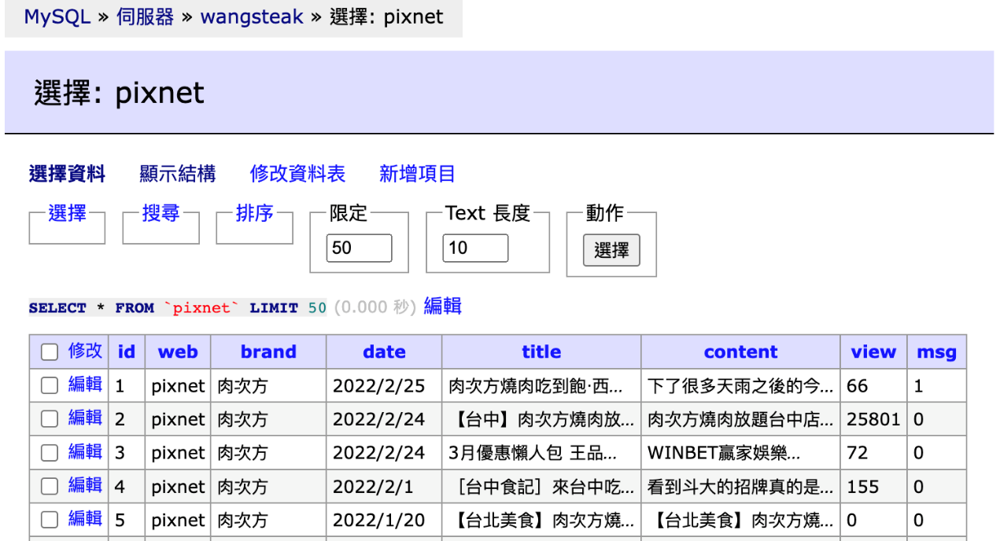 MySQL » 伺服器 » wangsteak » 選擇: pixnet
選擇: pixnet
選擇資料 顯示結構 修改資料表 新增項目
選擇 搜尋 排序 限定 Text 長度 動作
50 10 選擇
SELECT * FROM `pixnet` LIMIT 50 (0.000 秒) 編輯
修改 id web brand date title content view msg
編輯 1 pixnet 肉次方 2022/2/25 肉次方燒肉吃到飽·西... 下了很多天雨之後的今... 66 1
編輯 2 pixnet 肉次方 2022/2/24 【台中】肉次方燒肉放... 肉次方燒肉放題台中店... 25801 0
編輯 3 pixnet 肉次方 2022/2/24 3月優惠懶人包 王品... WINBET贏家娛樂... 72 0
編輯 4 pixnet 肉次方 2022/2/1 ［台中食記］來台中吃... 看到斗大的招牌真的是... 155 0
編輯 5 pixnet 肉次方 2022/1/20 【台北美食】肉次方燒... 【台北美食】肉次方燒... 0 0